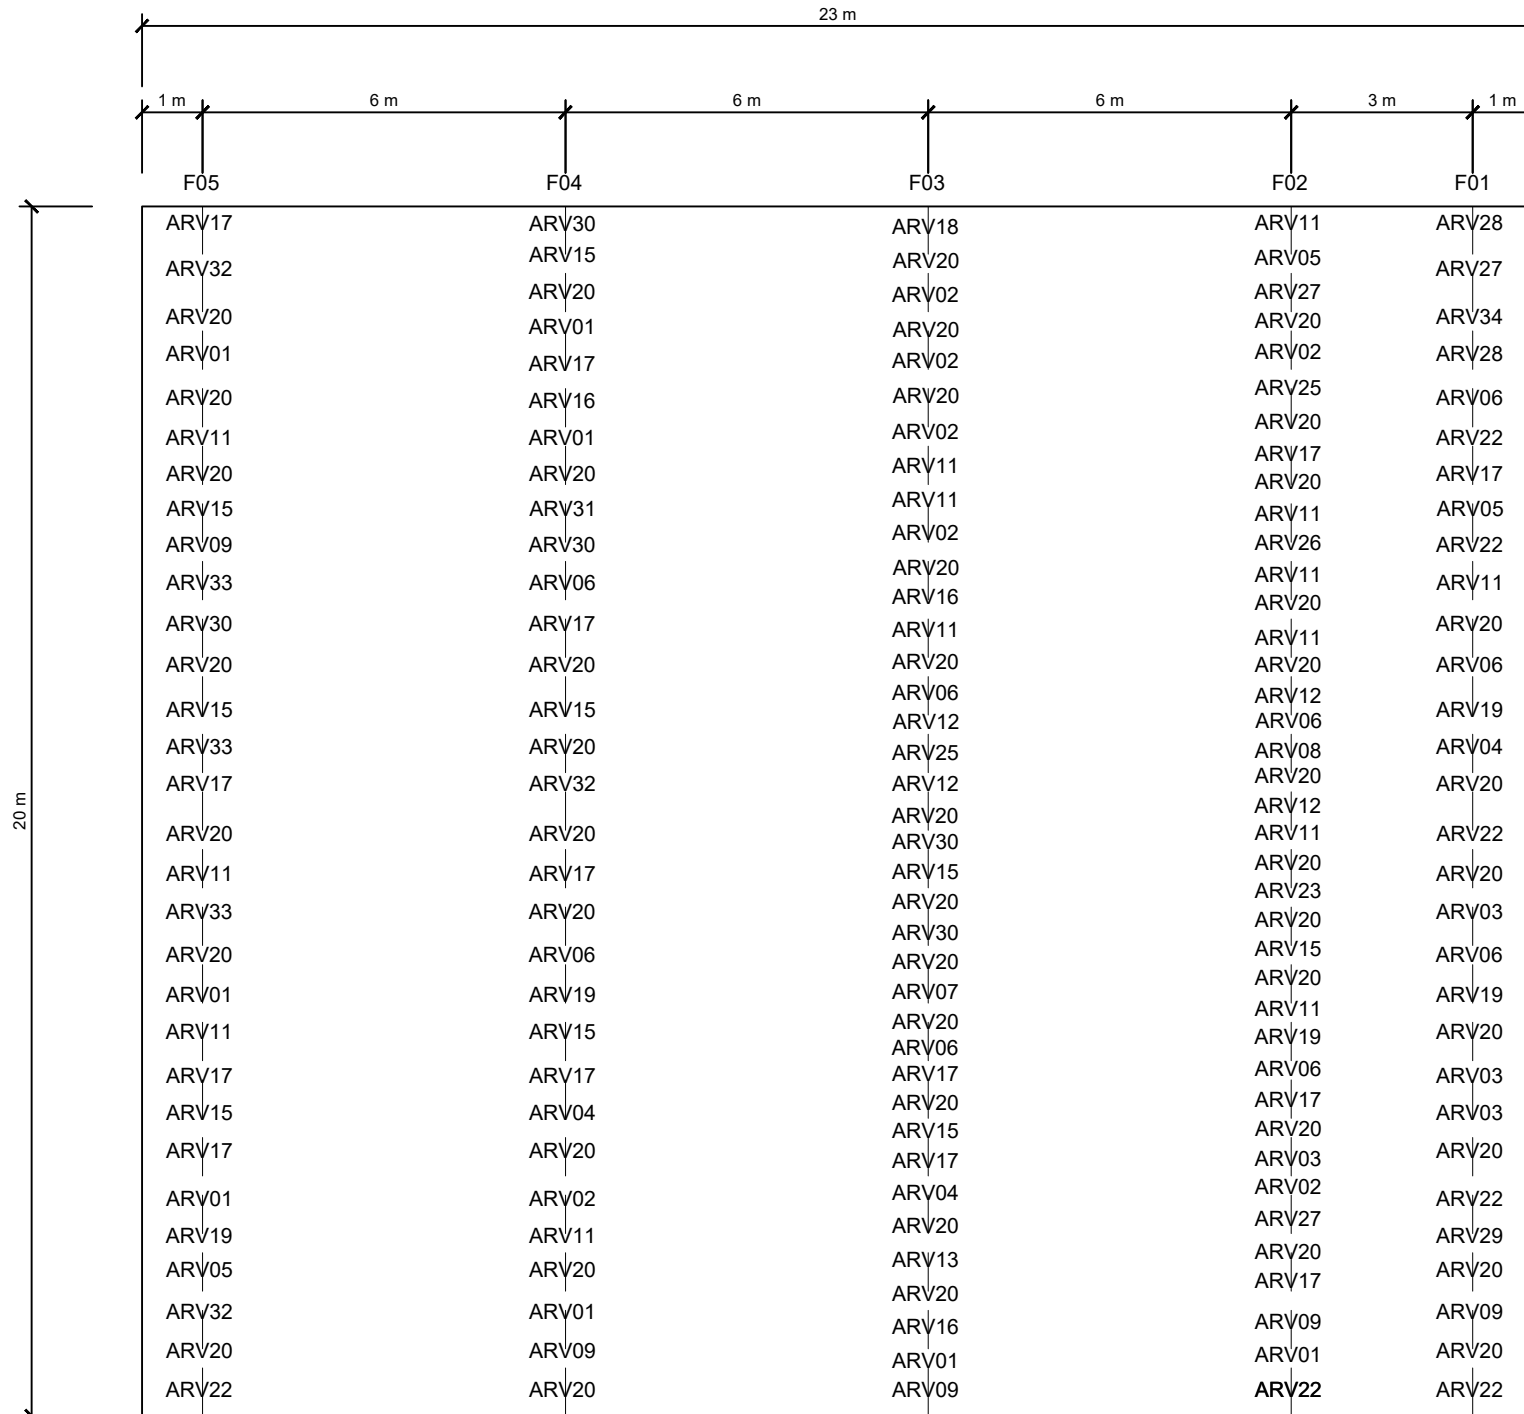 23 m
1 m 6 m 6 m 6 m 3 m 1 m
F05 F04 F03 F02 F01
20 m
ARV17
ARV32
ARV20
ARV01
ARV20
ARV11
ARV20
ARV15
ARV09
ARV33
ARV30
ARV20
ARV15
ARV33
ARV17
ARV20
ARV11
ARV33
ARV20
ARV01
ARV11
ARV17
ARV15
ARV17
ARV01
ARV19
ARV05
ARV32
ARV20
ARV22
ARV30
ARV15
ARV20
ARV01
ARV17
ARV16
ARV01
ARV20
ARV31
ARV30
ARV06
ARV17
ARV20
ARV15
ARV20
ARV32
ARV20
ARV17
ARV20
ARV06
ARV19
ARV15
ARV17
ARV04
ARV20
ARV02
ARV11
ARV20
ARV01
ARV09
ARV20
ARV18
ARV20
ARV02
ARV20
ARV02
ARV20
ARV02
ARV11
ARV11
ARV02
ARV20
ARV16
ARV11
ARV20
ARV06
ARV12
ARV25
ARV12
ARV20
ARV30
ARV15
ARV20
ARV30
ARV20
ARV07
ARV20
ARV06
ARV17
ARV20
ARV15
ARV17
ARV04
ARV20
ARV13
ARV20
ARV16
ARV01
ARV09
ARV11
ARV05
ARV27
ARV20
ARV02
ARV25
ARV20
ARV17
ARV20
ARV11
ARV26
ARV11
ARV20
ARV11
ARV20
ARV12
ARV06
ARV08
ARV20
ARV12
ARV11
ARV20
ARV23
ARV20
ARV15
ARV20
ARV11
ARV19
ARV06
ARV17
ARV20
ARV03
ARV02
ARV27
ARV20
ARV17
ARV09
ARV01
ARV22
ARV28
ARV27
ARV34
ARV28
ARV06
ARV22
ARV17
ARV05
ARV22
ARV11
ARV20
ARV06
ARV19
ARV04
ARV20
ARV22
ARV20
ARV03
ARV06
ARV19
ARV20
ARV03
ARV03
ARV20
ARV22
ARV29
ARV20
ARV09
ARV20
ARV22